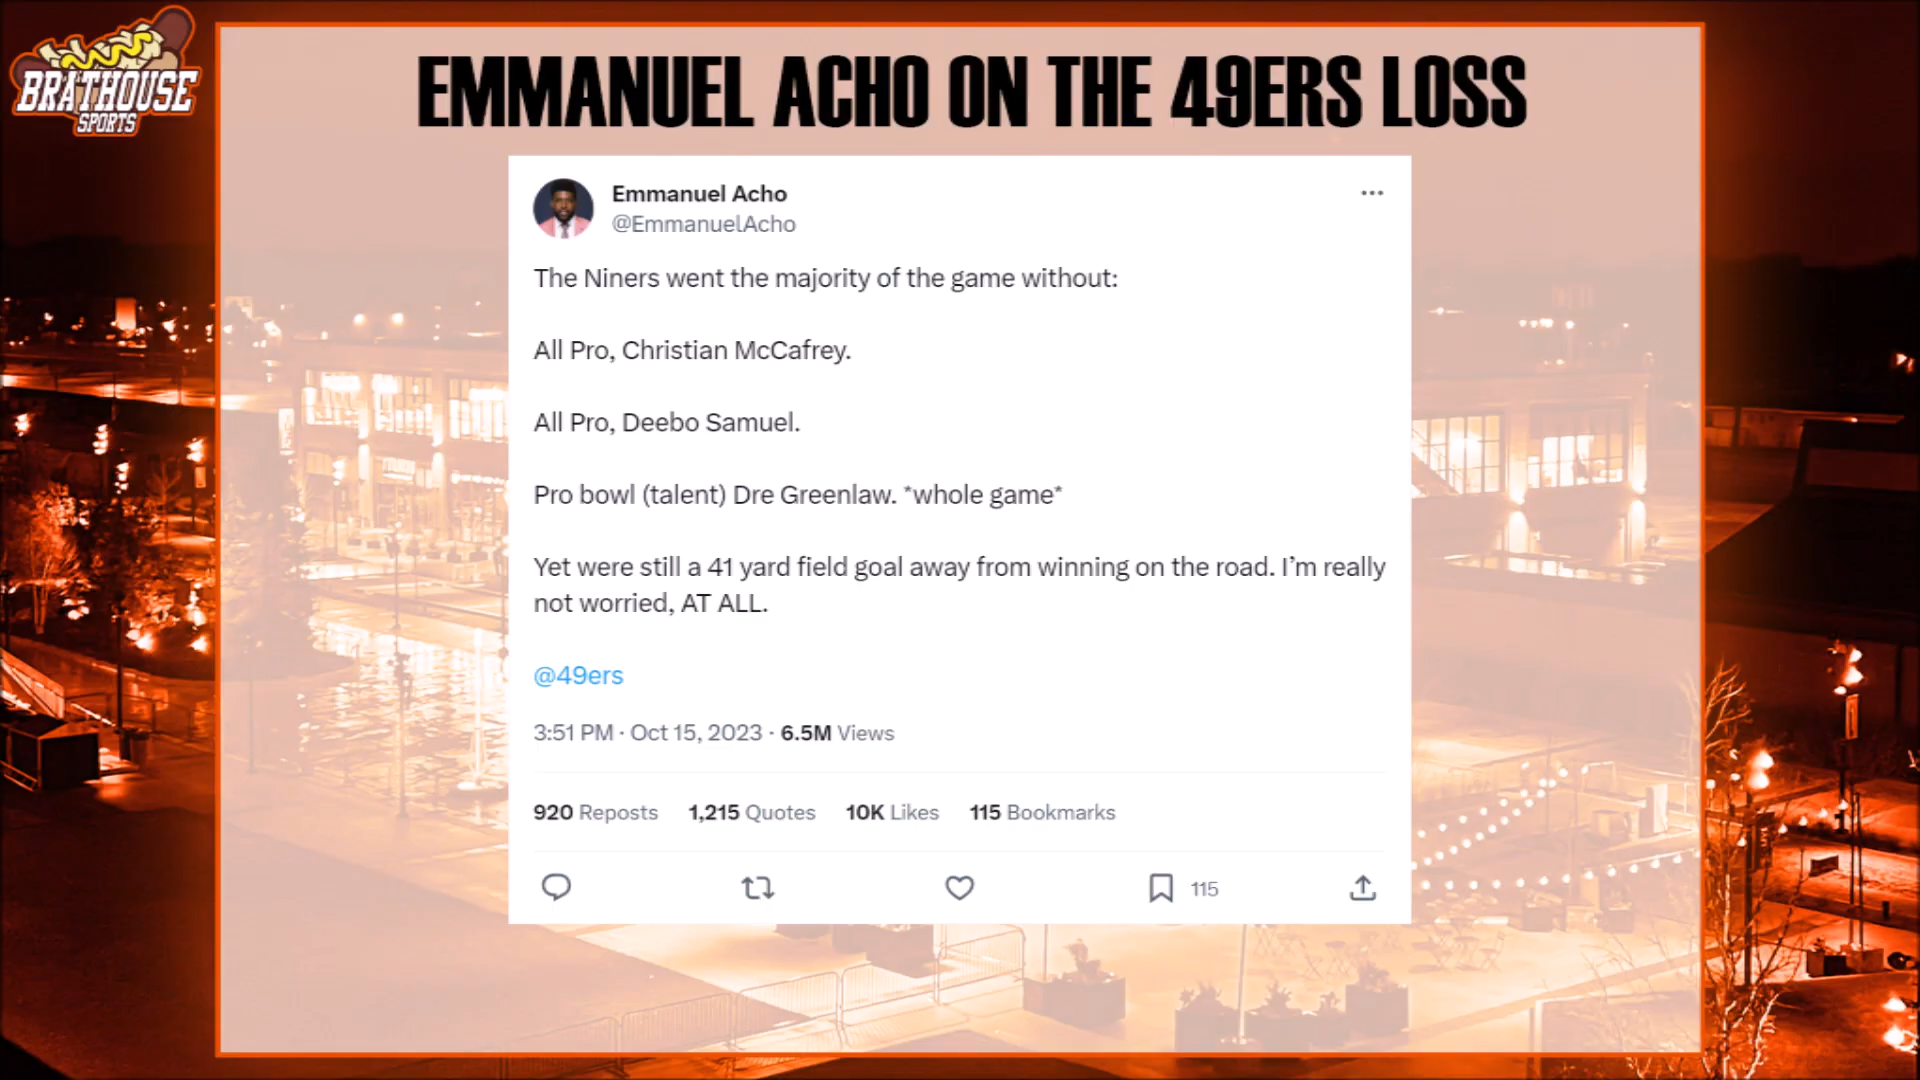 BRATHOUSE
SPORTS
EMMANUEL ACHO ON THE 49ERS LOSS
Emmanuel Acho
@EmmanuelAcho
The Niners went the majority of the game without:
All Pro, Christian McCafrey.
All Pro, Deebo Samuel.
Pro bowl (talent) Dre Greenlaw. *whole game*
Yet were still a 41 yard field goal away from winning on the road. I’m really
not worried, AT ALL.
@49ers
3:51 PM · Oct 15, 2023 · 6.5M Views
920 Reposts 1,215 Quotes 10K Likes 115 Bookmarks
115